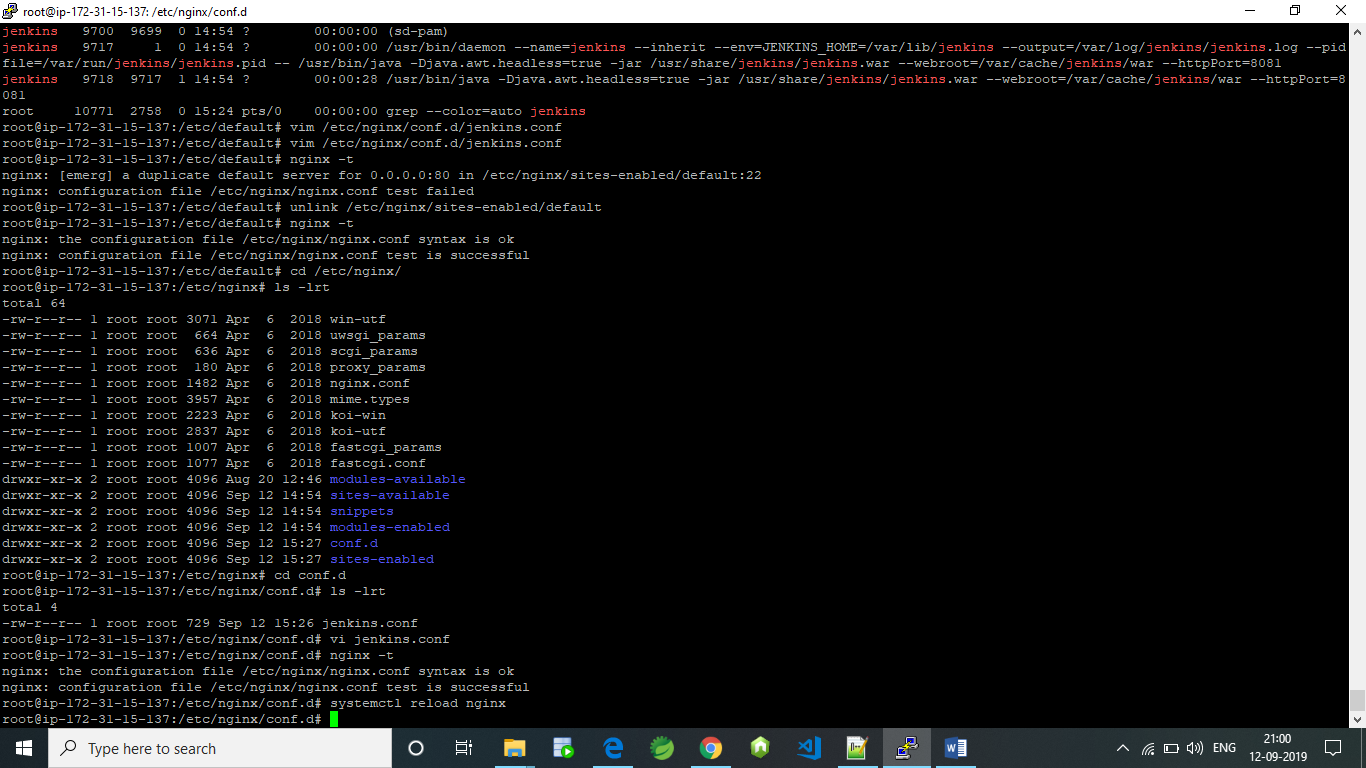 root@ip-172-31-15-137: /etc/nginx/conf.d
jenkins   9700  9699  0 14:54 ?        00:00:00 (sd-pam)
jenkins   9717     1  0 14:54 ?        00:00:00 /usr/bin/daemon --name=jenkins --inherit --env=JENKINS_HOME=/var/lib/jenkins --output=/var/log/jenkins/jenkins.log --pid
file=/var/run/jenkins/jenkins.pid -- /usr/bin/java -Djava.awt.headless=true -jar /usr/share/jenkins/jenkins.war --webroot=/var/cache/jenkins/war --httpPort=8081
jenkins   9718  9717  1 14:54 ?        00:00:28 /usr/bin/java -Djava.awt.headless=true -jar /usr/share/jenkins/jenkins.war --webroot=/var/cache/jenkins/war --httpPort=8
081
root     10771  2758  0 15:24 pts/0    00:00:00 grep --color=auto jenkins
root@ip-172-31-15-137:/etc/default# vim /etc/nginx/conf.d/jenkins.conf
root@ip-172-31-15-137:/etc/default# vim /etc/nginx/conf.d/jenkins.conf
root@ip-172-31-15-137:/etc/default# nginx -t
nginx: [emerg] a duplicate default server for 0.0.0.0:80 in /etc/nginx/sites-enabled/default:22
nginx: configuration file /etc/nginx/nginx.conf test failed
root@ip-172-31-15-137:/etc/default# unlink /etc/nginx/sites-enabled/default
root@ip-172-31-15-137:/etc/default# nginx -t
nginx: the configuration file /etc/nginx/nginx.conf syntax is ok
nginx: configuration file /etc/nginx/nginx.conf test is successful
root@ip-172-31-15-137:/etc/default# cd /etc/nginx/
root@ip-172-31-15-137:/etc/nginx# ls -lrt
total 64
-rw-r--r-- 1 root root 3071 Apr  6  2018 win-utf
-rw-r--r-- 1 root root  664 Apr  6  2018 uwsgi_params
-rw-r--r-- 1 root root  636 Apr  6  2018 scgi_params
-rw-r--r-- 1 root root  180 Apr  6  2018 proxy_params
-rw-r--r-- 1 root root 1482 Apr  6  2018 nginx.conf
-rw-r--r-- 1 root root 3957 Apr  6  2018 mime.types
-rw-r--r-- 1 root root 2223 Apr  6  2018 koi-win
-rw-r--r-- 1 root root 2837 Apr  6  2018 koi-utf
-rw-r--r-- 1 root root 1007 Apr  6  2018 fastcgi_params
-rw-r--r-- 1 root root 1077 Apr  6  2018 fastcgi.conf
drwxr-xr-x 2 root root 4096 Aug 20 12:46 modules-available
drwxr-xr-x 2 root root 4096 Sep 12 14:54 sites-available
drwxr-xr-x 2 root root 4096 Sep 12 14:54 snippets
drwxr-xr-x 2 root root 4096 Sep 12 14:54 modules-enabled
drwxr-xr-x 2 root root 4096 Sep 12 15:27 conf.d
drwxr-xr-x 2 root root 4096 Sep 12 15:27 sites-enabled
root@ip-172-31-15-137:/etc/nginx# cd conf.d
root@ip-172-31-15-137:/etc/nginx/conf.d# ls -lrt
total 4
-rw-r--r-- 1 root root 729 Sep 12 15:26 jenkins.conf
root@ip-172-31-15-137:/etc/nginx/conf.d# vi jenkins.conf
root@ip-172-31-15-137:/etc/nginx/conf.d# nginx -t
nginx: the configuration file /etc/nginx/nginx.conf syntax is ok
nginx: configuration file /etc/nginx/nginx.conf test is successful
root@ip-172-31-15-137:/etc/nginx/conf.d# systemctl reload nginx
root@ip-172-31-15-137:/etc/nginx/conf.d#
Type here to search
ENG
21:00
12-09-2019